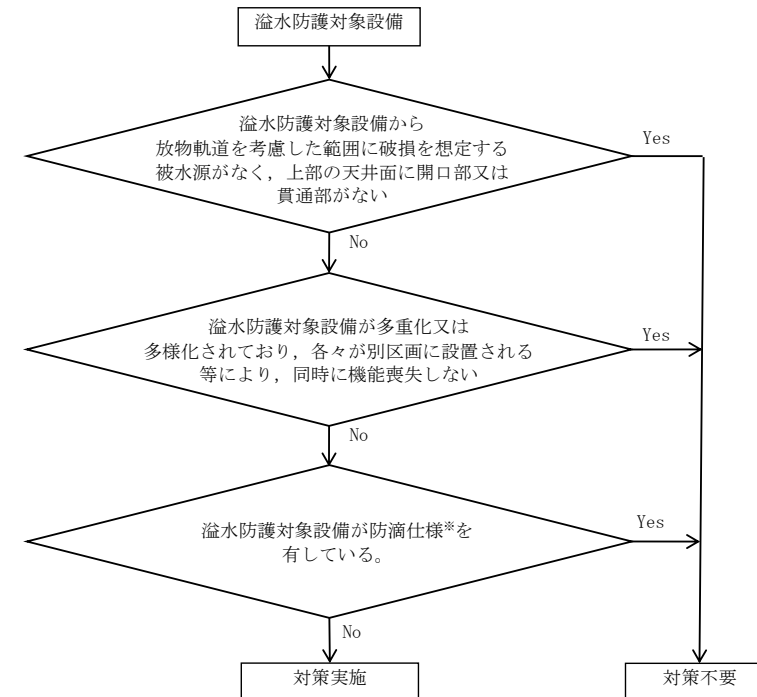 溢水防護対象設備
溢水防護対象設備から
放物軌道を考慮した範囲に破損を想定する
被水源がなく，上部の天井面に開口部又は
貫通部がない
Yes
No
溢水防護対象設備が多重化又は
多様化されており，各々が別区画に設置される
等により，同時に機能喪失しない
Yes
No
溢水防護対象設備が防滴仕様※を
有している。
Yes
No
対策実施
対策不要